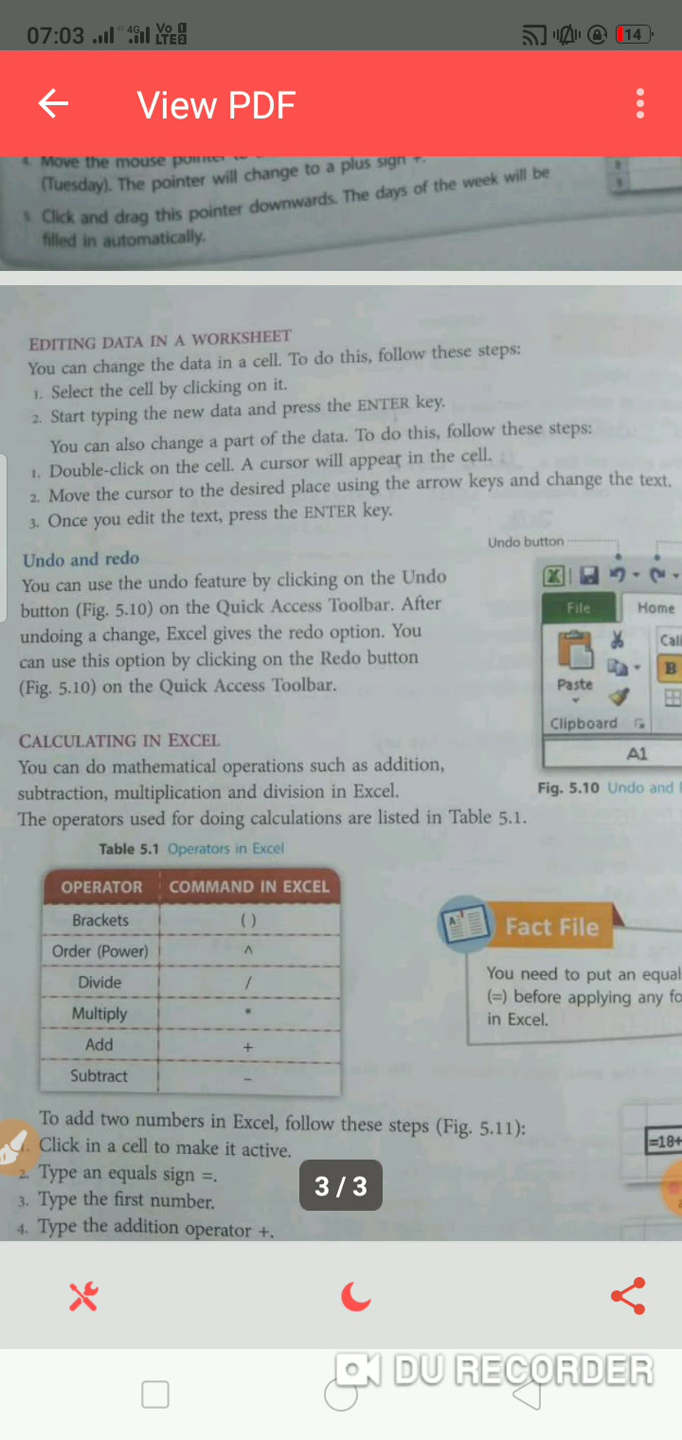 07:03
4G
Vo
LTE2
14
View PDF
4. Move the mouse
(Tuesday). The pointer will change to a plus sign +.
5. Click and drag this pointer downwards. The days of the week will be
filled in automatically.
8
9
EDITING DATA IN A WORKSHEET
You can change the data in a cell. To do this, follow these steps:
1. Select the cell by clicking on it.
2. Start typing the new data and press the ENTER key.
You can also change a part of the data. To do this, follow these steps:
1. Double-click on the cell. A cursor will appear in the cell.
2. Move the cursor to the desired place using the arrow keys and change the text.
3. Once you edit the text, press the ENTER key.
Undo and redo
You can use the undo feature by clicking on the Undo
button (Fig. 5.10) on the Quick Access Toolbar. After
undoing a change, Excel gives the redo option. You
can use this option by clicking on the Redo button
(Fig. 5.10) on the Quick Access Toolbar.
Undo button
File Home
Cali
B
Paste
Clipboard
A1
Fig. 5.10 Undo and
CALCULATING IN EXCEL
You can do mathematical operations such as addition,
subtraction, multiplication and division in Excel.
The operators used for doing calculations are listed in Table 5.1.
Table 5.1 Operators in Excel
OPERATOR COMMAND IN EXCEL
Brackets ( )
Order (Power) ^
Divide /
Multiply *
Add +
Subtract –
Fact File
You need to put an equal
(=) before applying any fo
in Excel.
To add two numbers in Excel, follow these steps (Fig. 5.11):
1. Click in a cell to make it active.
2. Type an equals sign =.
3. Type the first number.
4. Type the addition operator +.
=18+
3 / 3
DU RECORDER